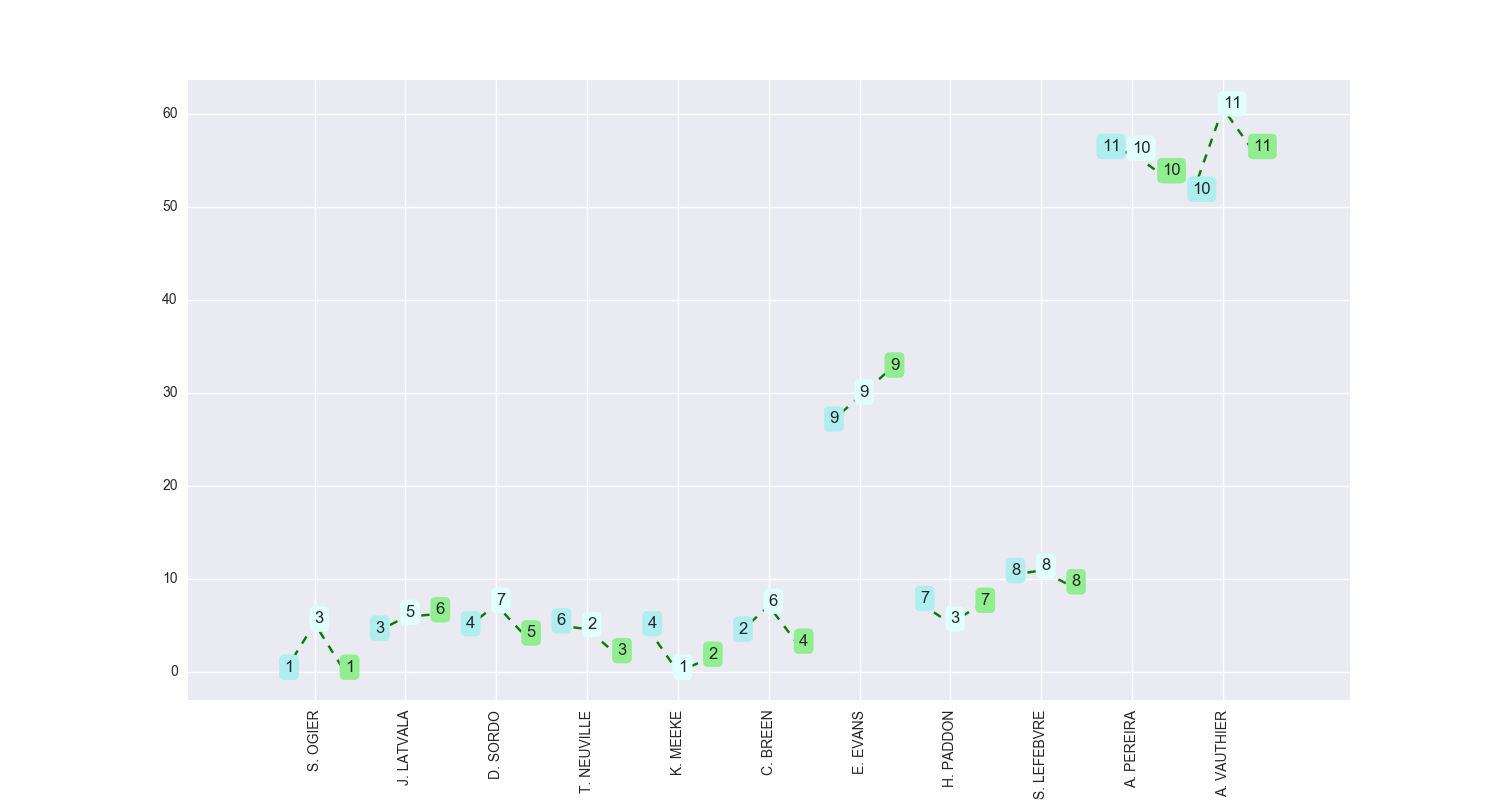 60
50
40
30
20
10
0
1 3 1
3 5 6
4 7 5
6 2 3
4 1 2
2 6 4
9 9 9
7 3 7
8 8 8
11 10 10
10 11 11
S. OGIER
J. LATVALA
D. SORDO
T. NEUVILLE
K. MEEKE
C. BREEN
E. EVANS
H. PADDON
S. LEFEBVRE
A. PEREIRA
A. VAUTHIER